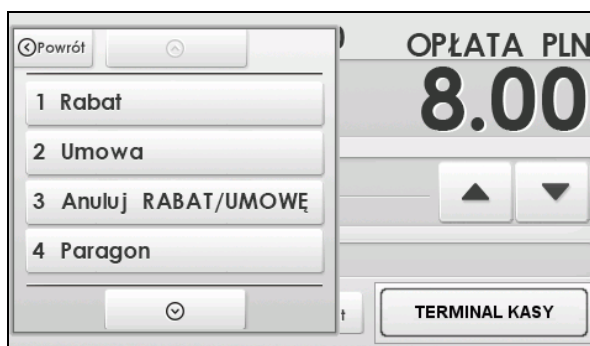 Powrót
1 Rabat
2 Umowa
3 Anuluj RABAT/UMOWĘ
4 Paragon
OPŁATA PLN
8.00
TERMINAL KASY